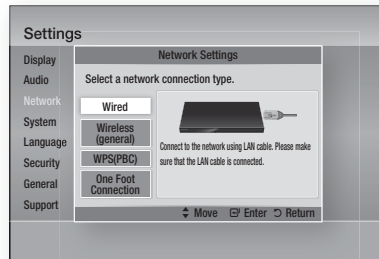 Settings
Display
Audio
Network
System
Language
Security
General
Support
Network Settings
Select a network connection type.
Wired
Wireless
(general)
WPS(PBC)
One Foot
Connection
Connect to the network using LAN cable. Please make
sure that the LAN cable is connected.
Move Enter Return